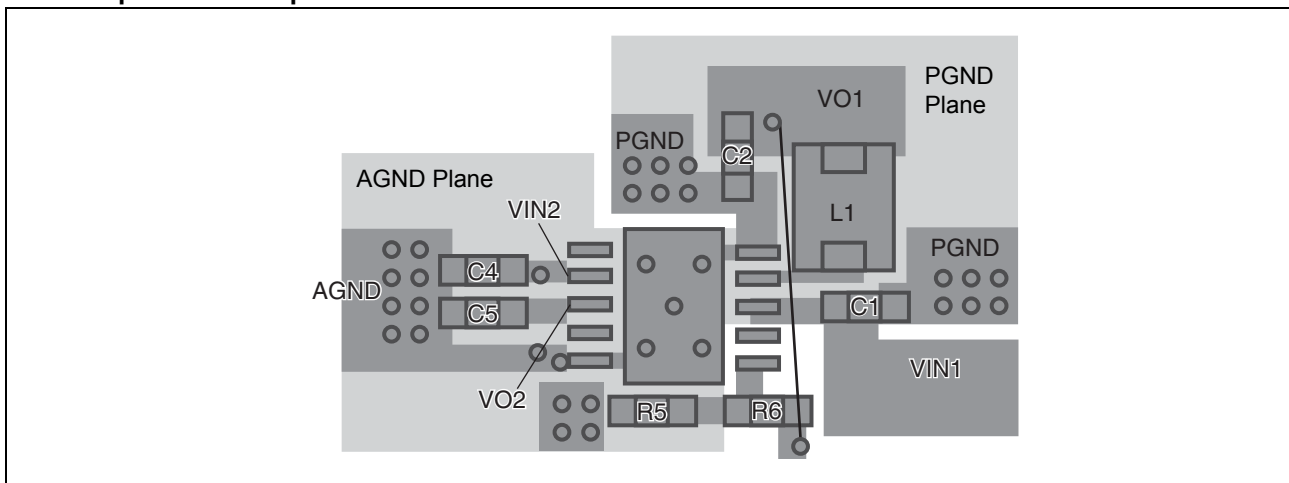 VO1
PGND
Plane
PGND
C2
AGND Plane
VIN2
L1
PGND
C4
AGND
C5
C1
VIN1
VO2
R5
R6